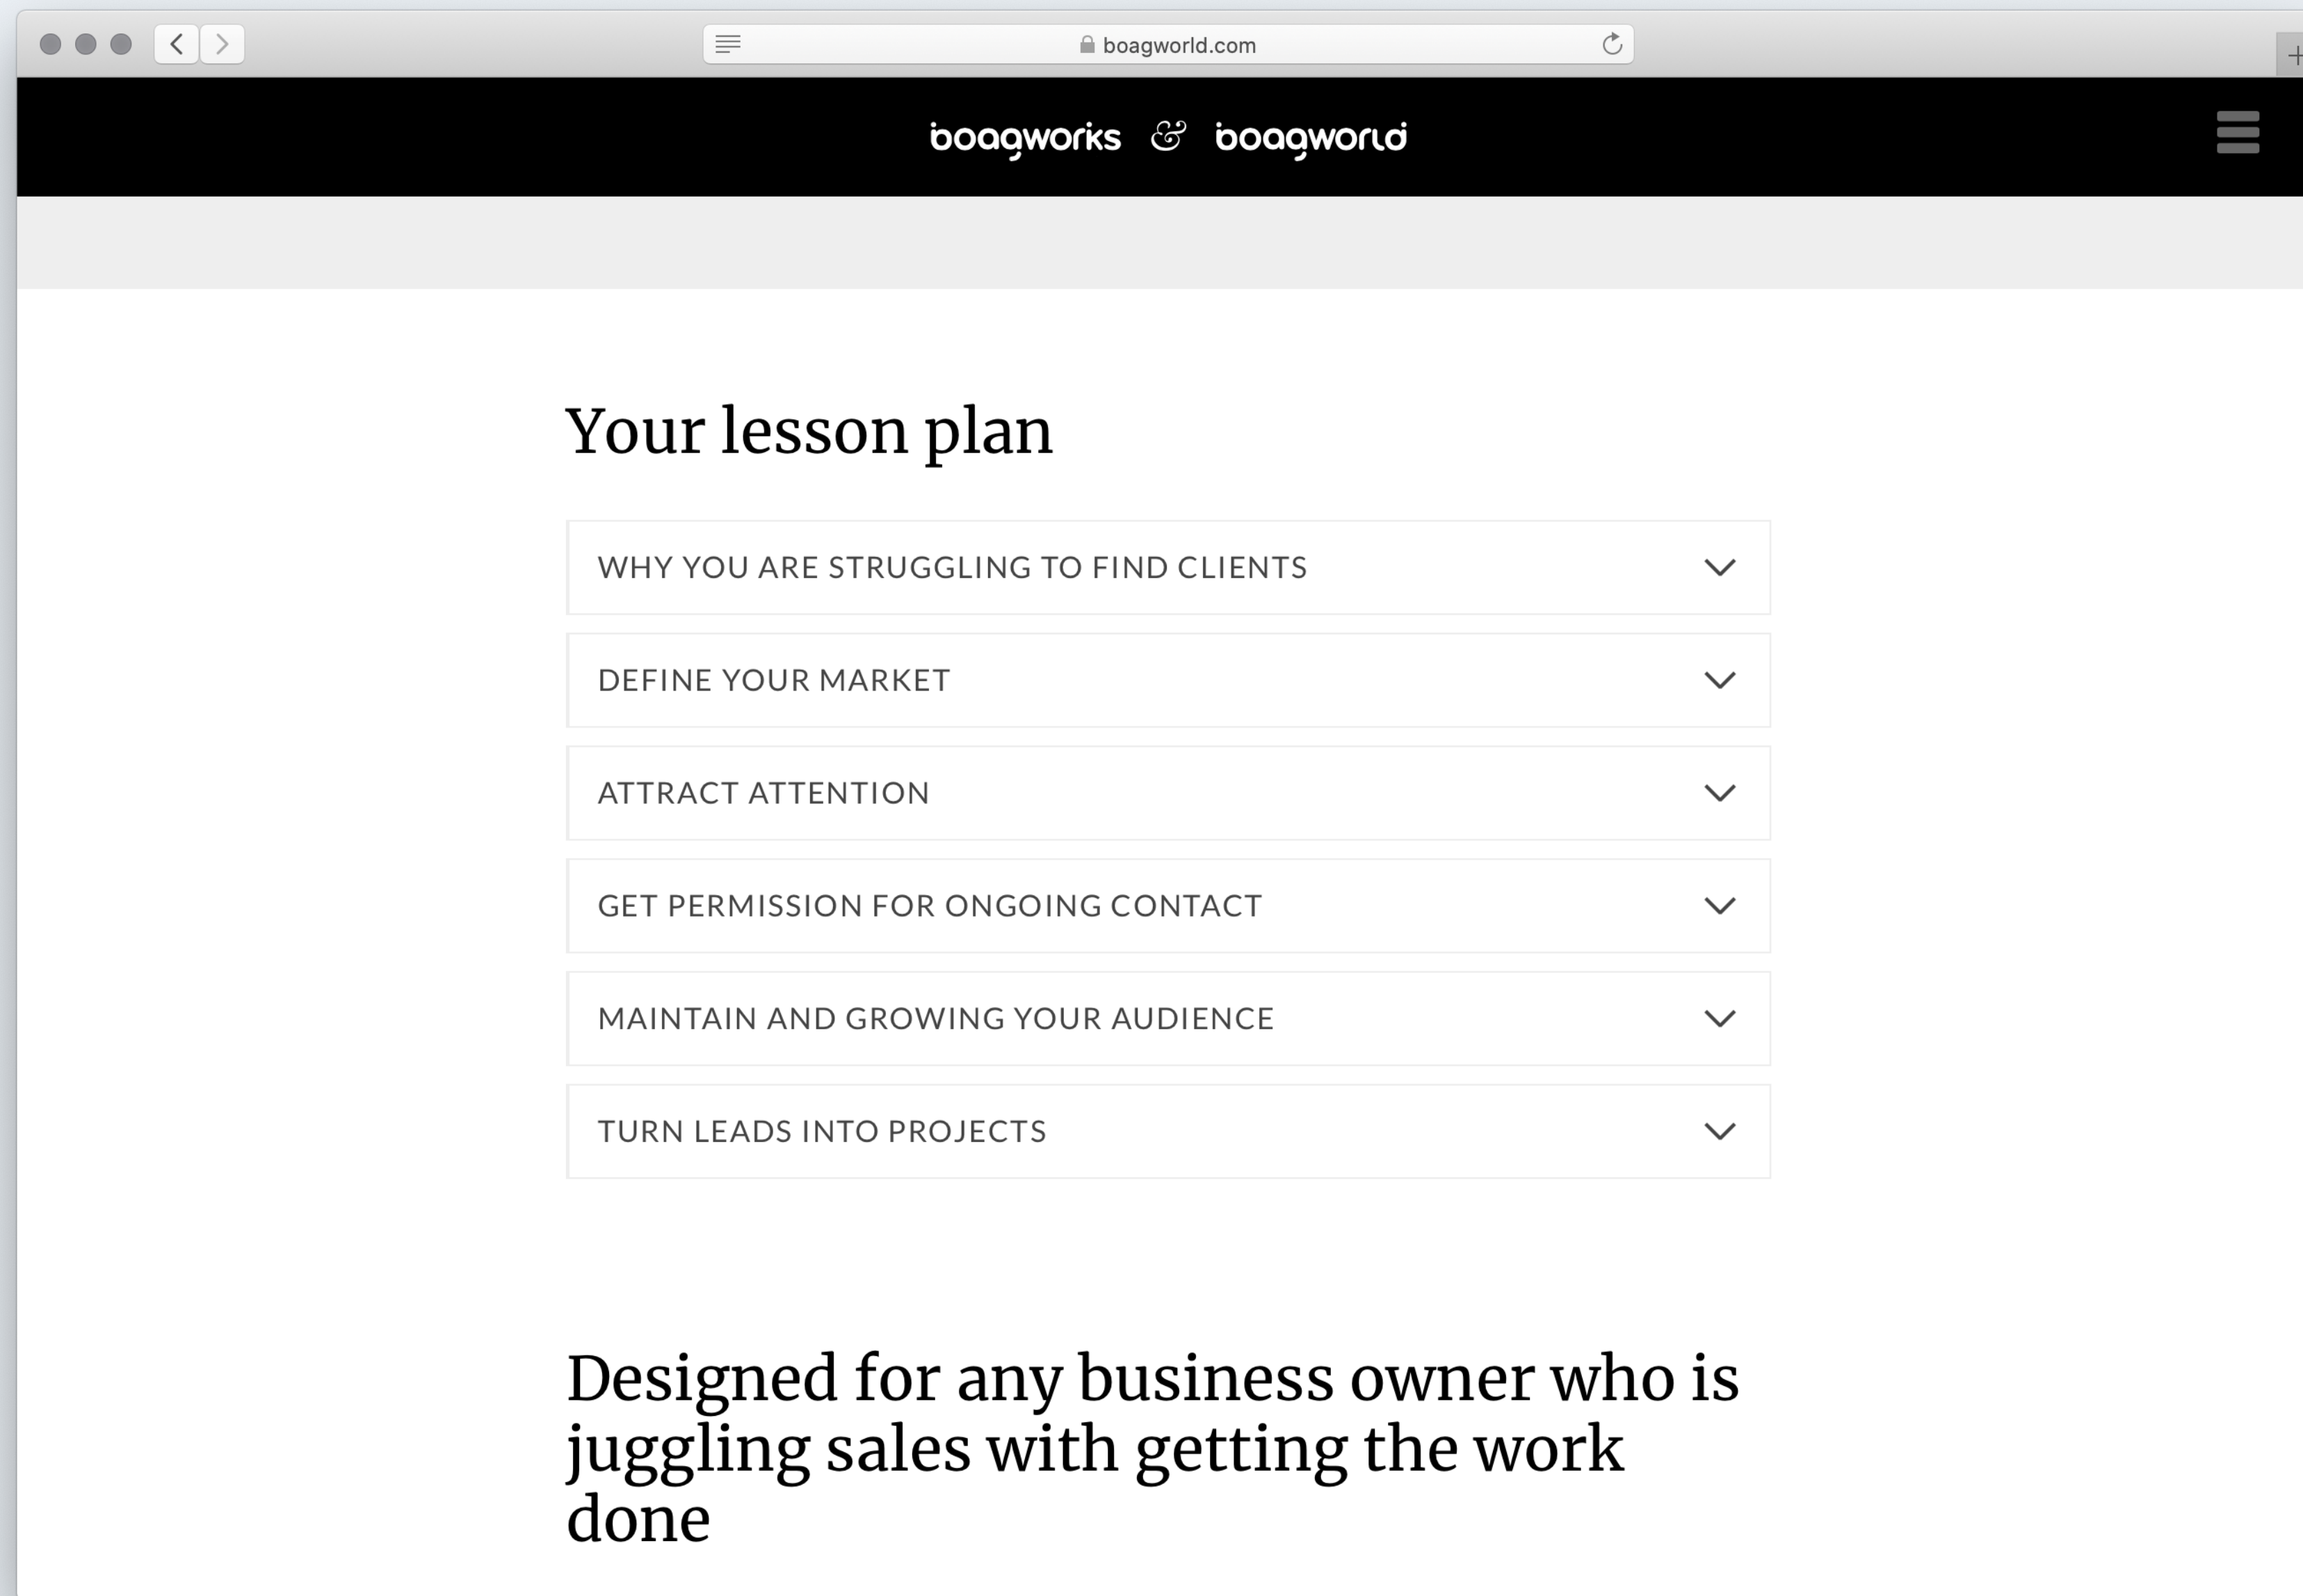 boagworld.com
boagworks & boagworld
Your lesson plan
WHY YOU ARE STRUGGLING TO FIND CLIENTS
DEFINE YOUR MARKET
ATTRACT ATTENTION
GET PERMISSION FOR ONGOING CONTACT
MAINTAIN AND GROWING YOUR AUDIENCE
TURN LEADS INTO PROJECTS
Designed for any business owner who is
juggling sales with getting the work
done